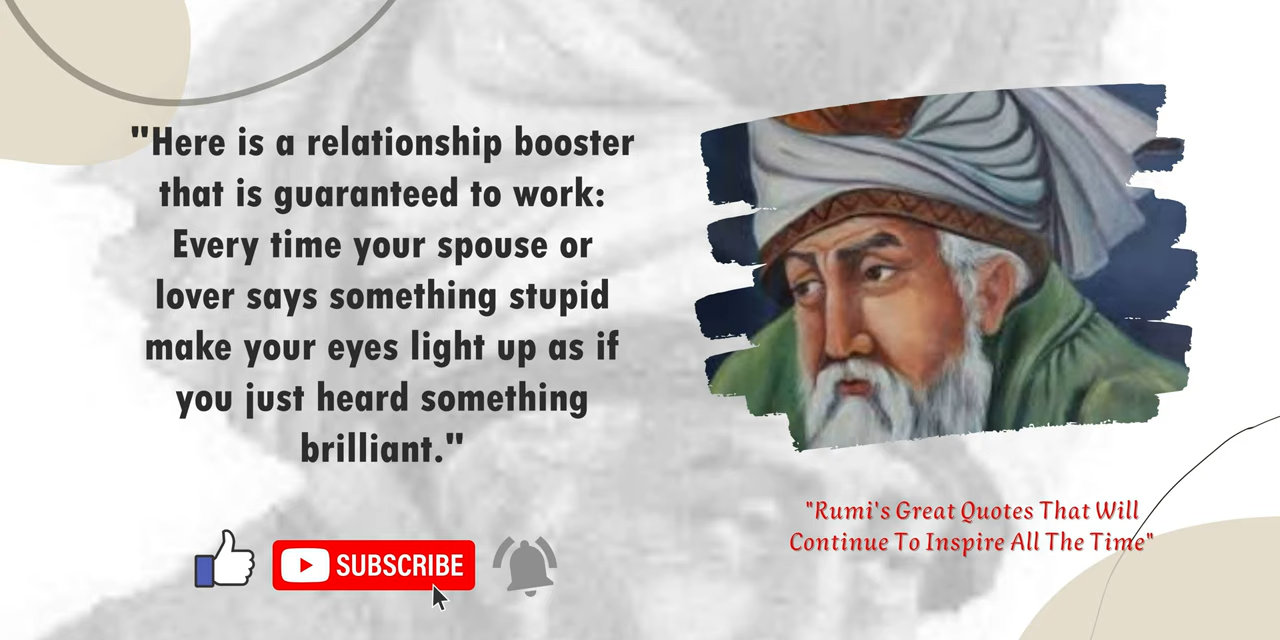 "Here is a relationship booster
that is guaranteed to work:
Every time your spouse or
lover says something stupid
make your eyes light up as if
you just heard something
brilliant."
"Rumi's Great Quotes That Will
Continue To Inspire All The Time"
SUBSCRIBE